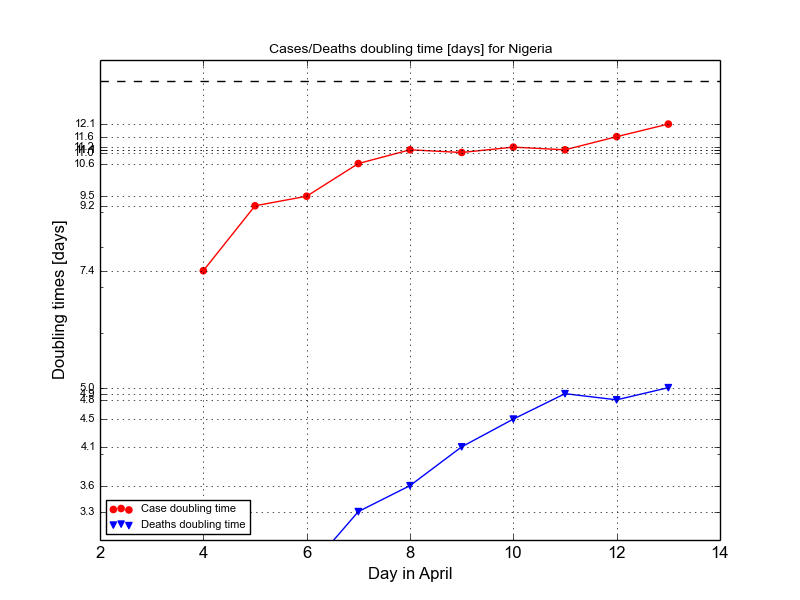 Cases/Deaths doubling time [days] for Nigeria
Doubling times [days]
12.1
11.6
11.0
10.6
9.5
9.2
7.4
5.0
4.9
4.8
4.5
4.1
3.6
3.3
Case doubling time
Deaths doubling time
2 4 6 8 10 12 14
Day in April